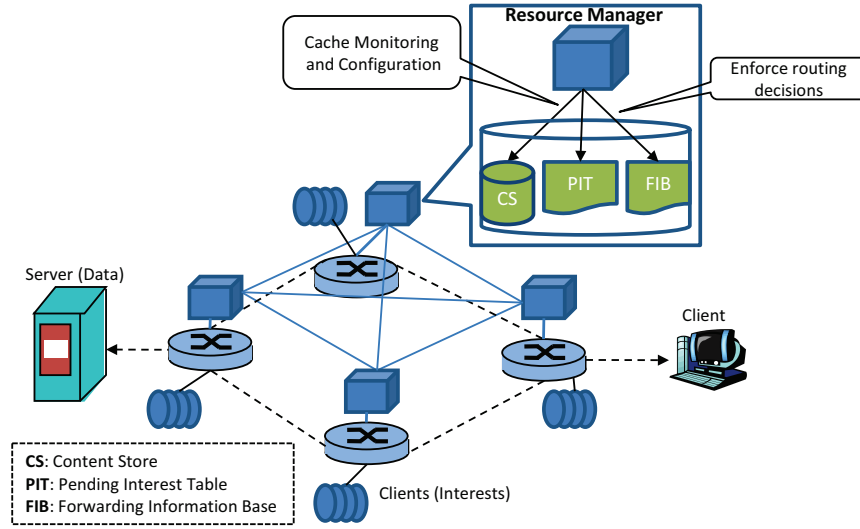 Resource Manager
Cache Monitoring
and Configuration
Enforce routing
decisions
CS
PIT
FIB
Server (Data)
Client
CS: Content Store
PIT: Pending Interest Table
FIB: Forwarding Information Base
Clients (Interests)